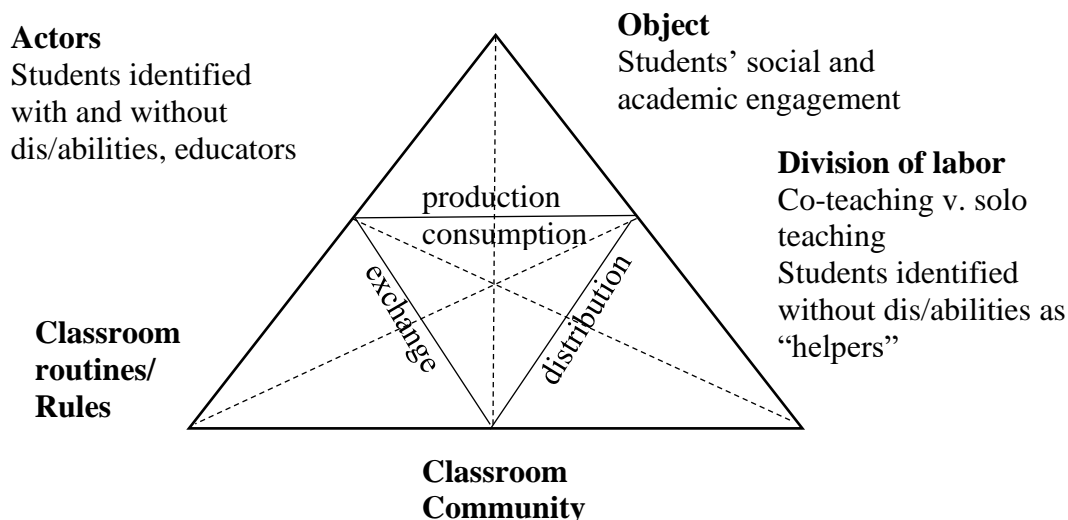 Actors
Students identified
with and without
dis/abilities, educators
Object
Students’ social and
academic engagement
Division of labor
Co-teaching v. solo
teaching
Students identified
without dis/abilities as
“helpers”
production
consumption
exchange
distribution
Classroom
routines/
Rules
Classroom
Community